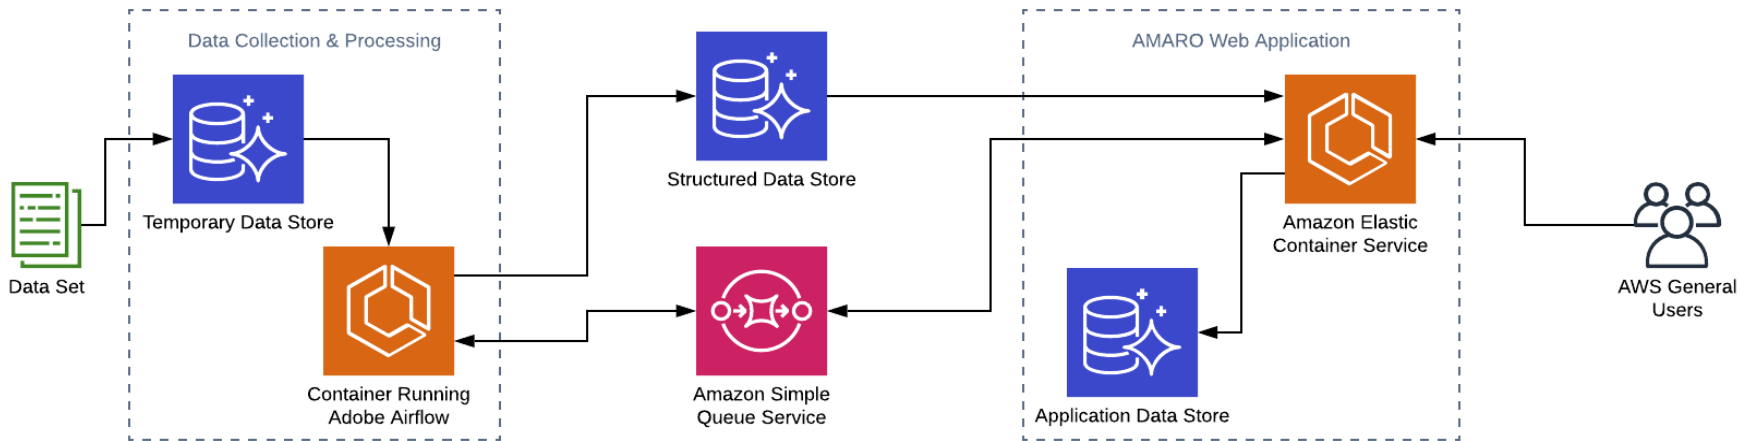 Data Collection & Processing
AMARO Web Application
Structured Data Store
Temporary Data Store
Amazon Elastic
Container Service
Data Set
AWS General
Users
Container Running
Adobe Airflow
Amazon Simple
Queue Service
Application Data Store